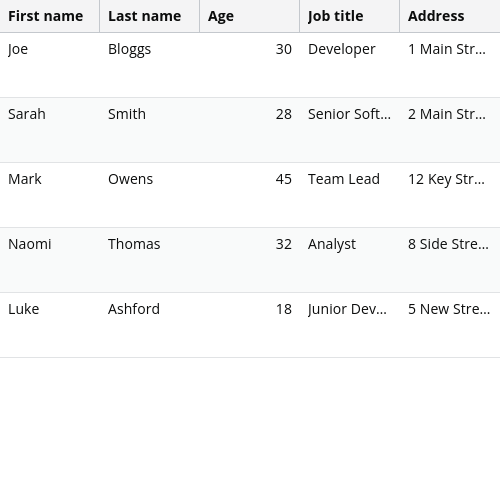 First name Last name Age Job title Address
Joe Bloggs 30 Developer 1 Main Str...
Sarah Smith 28 Senior Soft... 2 Main Str...
Mark Owens 45 Team Lead 12 Key Str...
Naomi Thomas 32 Analyst 8 Side Stre...
Luke Ashford 18 Junior Dev... 5 New Stre...